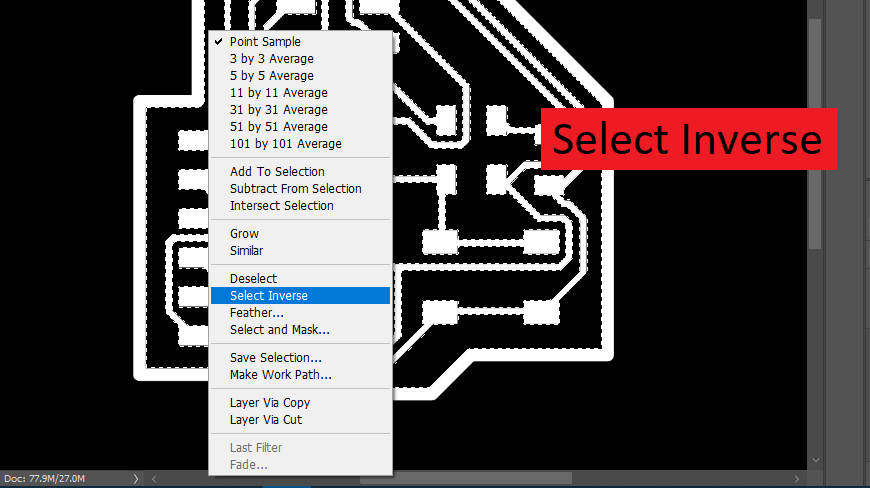 Point Sample
3 by 3 Average
5 by 5 Average
11 by 11 Average
31 by 31 Average
51 by 51 Average
101 by 101 Average
Add To Selection
Subtract From Selection
Intersect Selection
Grow
Similar
Deselect
Select Inverse
Feather...
Select and Mask...
Save Selection...
Make Work Path...
Layer Via Copy
Layer Via Cut
Last Filter
Fade...
Select Inverse
Doc: 77.9M/27.0M